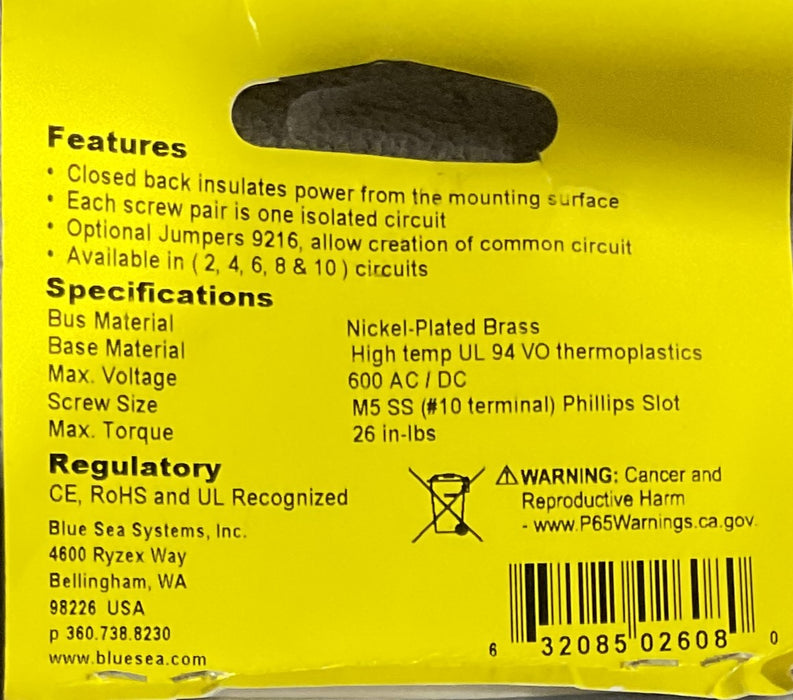 Features
• Closed back insulates power from the mounting surface
• Each screw pair is one isolated circuit
• Optional Jumpers 9216, allow creation of common circuit
• Available in ( 2, 4, 6, 8 & 10 ) circuits
Specifications
Bus Material Nickel-Plated Brass
Base Material High temp UL 94 VO thermoplastics
Max. Voltage 600 AC / DC
Screw Size M5 SS (#10 terminal) Phillips Slot
Max. Torque 26 in-lbs
Regulatory
CE, RoHS and UL Recognized
⚠WARNING: Cancer and
Reproductive Harm
- www.P65Warnings.ca.gov.
Blue Sea Systems, Inc.
4600 Ryzex Way
Bellingham, WA
98226 USA
p 360.738.8230
www.bluesea.com
6 32085 02608 0